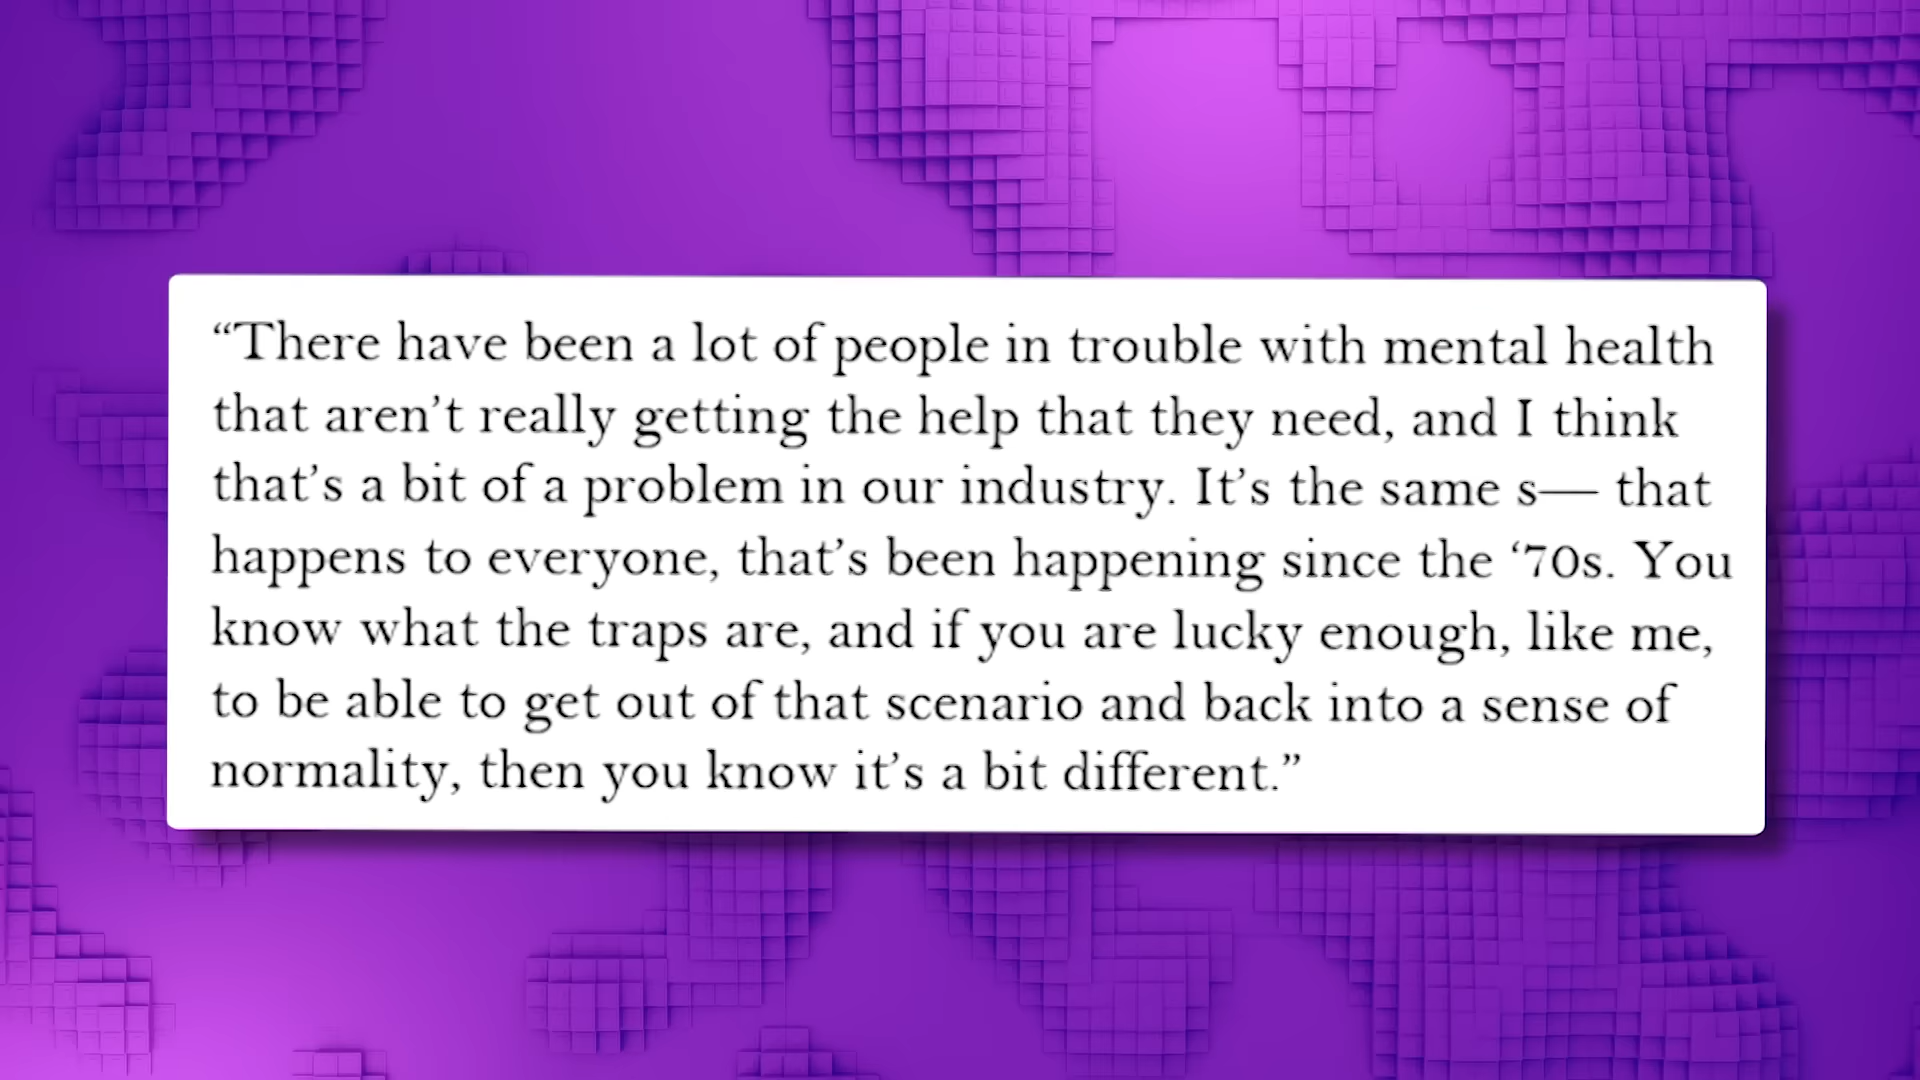 “There have been a lot of people in trouble with mental health
that aren’t really getting the help that they need, and I think
that’s a bit of a problem in our industry. It’s the same s— that
happens to everyone, that’s been happening since the ‘70s. You
know what the traps are, and if you are lucky enough, like me,
to be able to get out of that scenario and back into a sense of
normality, then you know it’s a bit different.”